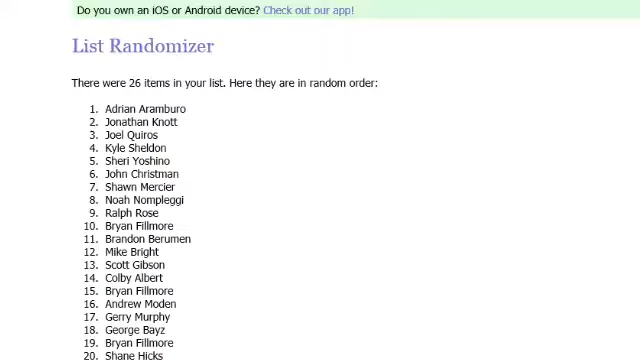 Do you own an iOS or Android device? Check out our app!
List Randomizer
There were 26 items in your list. Here they are in random order:
1. Adrian Aramburo
2. Jonathan Knott
3. Joel Quiros
4. Kyle Sheldon
5. Sheri Yoshino
6. John Christman
7. Shawn Mercier
8. Noah Nompleggi
9. Ralph Rose
10. Bryan Fillmore
11. Brandon Berumen
12. Mike Bright
13. Scott Gibson
14. Colby Albert
15. Bryan Fillmore
16. Andrew Moden
17. Gerry Murphy
18. George Bayz
19. Bryan Fillmore
20. Shane Hicks